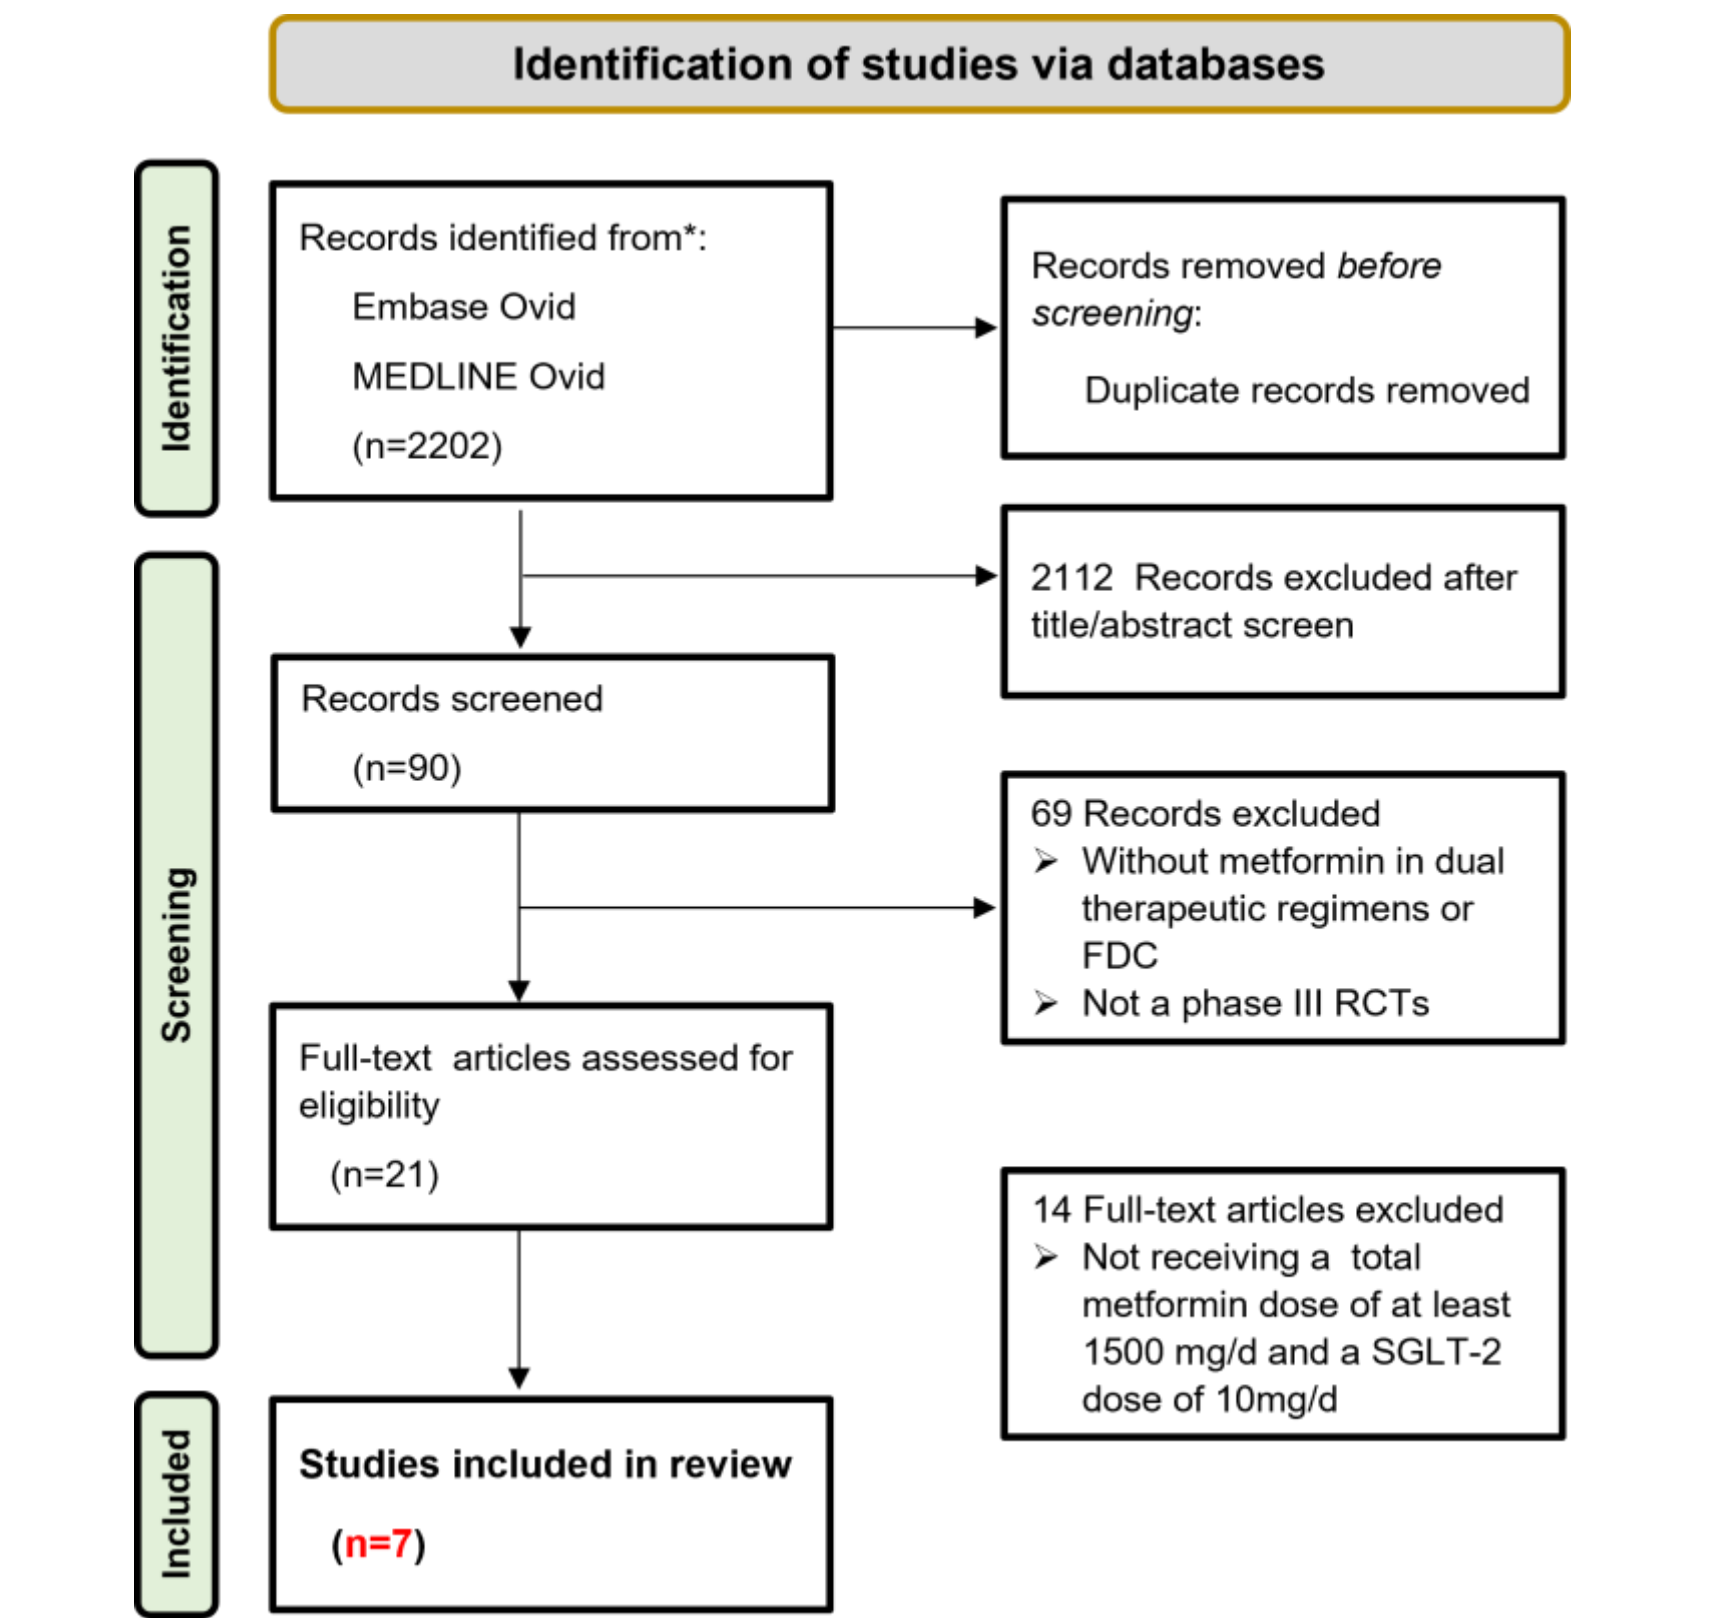 Identification of studies via databases
Identification
Records identified from*:
Embase Ovid
MEDLINE Ovid
(n=2202)
Records removed before
screening:
Duplicate records removed
Screening
2112  Records excluded after
title/abstract screen
Records screened
(n=90)
69 Records excluded
➢ Without metformin in dual
therapeutic regimens or
FDC
➢ Not a phase III RCTs
Full-text  articles assessed for
eligibility
(n=21)
14 Full-text articles excluded
➢ Not receiving a  total
metformin dose of at least
1500 mg/d and a SGLT-2
dose of 10mg/d
Included
Studies included in review
(n=7)